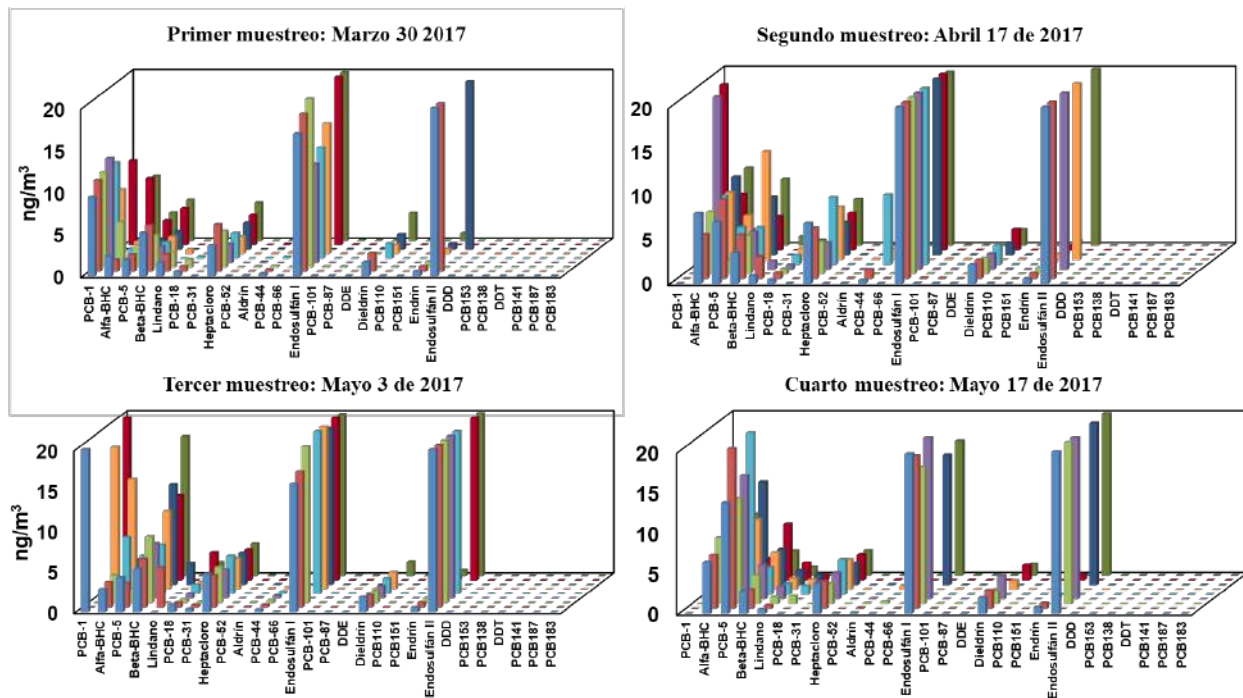 Primer muestreo: Marzo 30 2017
ng/m³
20
15
10
5
0
PCB-1
Alfa-BHC
PCB-5
Beta-BHC
Lindano
PCB-18
PCB-31
Heptacloro
PCB-52
Aldrín
PCB-44
PCB-66
Endosulfán I
PCB-101
PCB-87
DDE
Dieldrin
PCB110
PCB151
Endrín
Endosulfán II
DDD
PCB153
PCB138
DDT
PCB141
PCB187
PCB183
Segundo muestreo: Abril 17 de 2017
20
15
10
5
0
PCB-1
Alfa-BHC
PCB-5
Beta-BHC
Lindano
PCB-18
PCB-31
Heptacloro
PCB-52
Aldrín
PCB-44
PCB-66
Endosulfán I
PCB-101
PCB-87
DDE
Dieldrin
PCB110
PCB151
Endrín
Endosulfán II
DDD
PCB153
PCB138
DDT
PCB141
PCB187
PCB183
Tercer muestreo: Mayo 3 de 2017
ng/m³
20
15
10
5
0
PCB-1
Alfa-BHC
PCB-5
Beta-BHC
Lindano
PCB-18
PCB-31
Heptacloro
PCB-52
Aldrín
PCB-44
PCB-66
Endosulfán I
PCB-101
PCB-87
DDE
Dieldrin
PCB110
PCB151
Endrín
Endosulfán II
DDD
PCB153
PCB138
DDT
PCB141
PCB187
PCB183
Cuarto muestreo: Mayo 17 de 2017
20
15
10
5
0
PCB-1
Alfa-BHC
PCB-5
Beta-BHC
Lindano
PCB-18
PCB-31
Heptacloro
PCB-52
Aldrín
PCB-44
PCB-66
Endosulfán I
PCB-101
PCB-87
DDE
Dieldrin
PCB110
PCB151
Endrín
Endosulfán II
DDD
PCB153
PCB138
DDT
PCB141
PCB187
PCB183